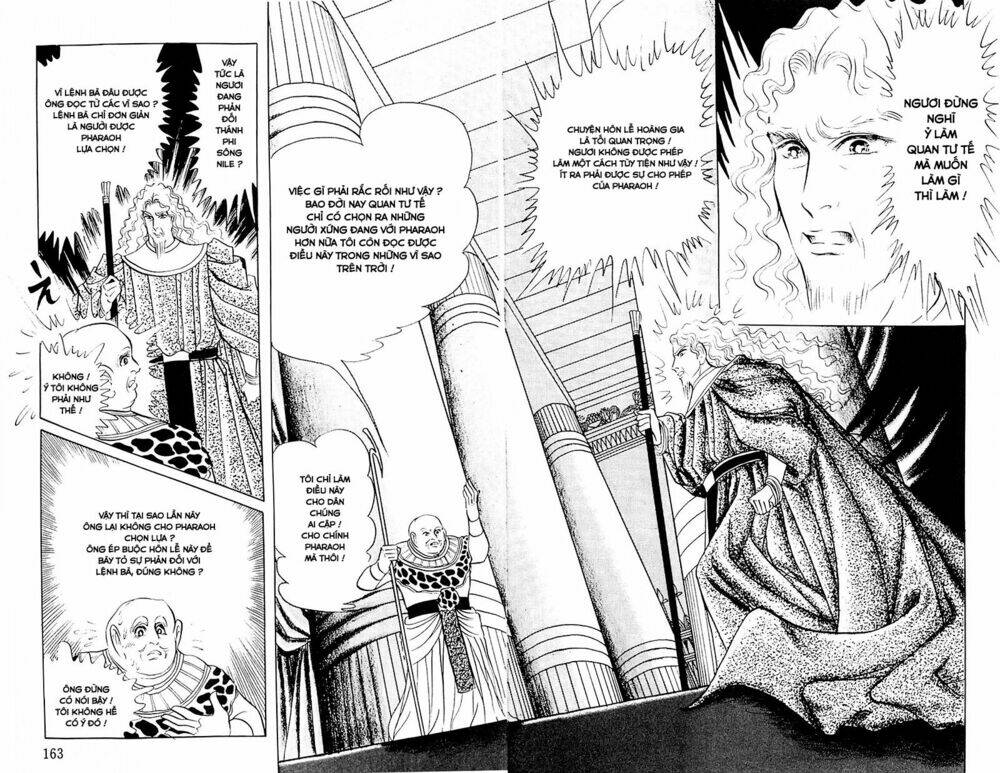 NGƯƠI ĐỪNG
NGHĨ
Ỷ LÀM
QUAN TƯ TẾ
MÀ MUỐN
LÀM GÌ
THÌ LÀM !
CHUYỆN HÔN LỄ HOÀNG GIA
LÀ TỐI QUAN TRỌNG !
NGƯƠI KHÔNG ĐƯỢC PHÉP
LÀM MỘT CÁCH TÙY TIỆN NHƯ VẬY !
ÍT RA PHẢI ĐƯỢC SỰ CHO PHÉP
CỦA PHARAOH !
VIỆC GÌ PHẢI RẮC RỐI NHƯ VẬY ?
BAO ĐỜI NAY QUAN TƯ TẾ
CHỈ CÓ CHỌN RA NHỮNG
NGƯỜI XỨNG ĐANG VỚI PHARAOH
HƠN NỮA TÔI CÒN ĐỌC ĐƯỢC
ĐIỀU NÀY TRONG NHỮNG VÌ SAO
TRÊN TRỜI !
TÔI CHỈ LÀM
ĐIỀU NÀY
CHO DÂN
CHÚNG
AI CẬP !
CHO CHÍNH
PHARAOH
MÀ THÔI !
VẬY
TỨC LÀ
NGƯƠI
ĐANG
PHẢN
ĐỐI
THÁNH
PHI
SÔNG
NILE ?
VÌ LỆNH BÀ ĐÂU ĐƯỢC
ÔNG ĐỌC TỪ CÁC VÌ SAO ?
LỆNH BÀ CHỈ ĐƠN GIẢN
LÀ NGƯỜI ĐƯỢC
PHARAOH
LỰA CHỌN !
え
KHÔNG !
Ý TÔI KHÔNG
PHẢI NHƯ
THẾ !
VẬY THÌ TẠI SAO LẦN NÀY
ÔNG LẠI KHÔNG CHO PHARAOH
CHỌN LỰA ?
ÔNG ÉP BUỘC HÔN LỄ NÀY ĐỂ
BÀY TỎ SỰ PHẢN ĐỐI VỚI
LỆNH BÀ, ĐÚNG KHÔNG ?
ÔNG ĐỪNG
CÓ NÓI BẬY !
TÔI KHÔNG HỀ
CÓ Ý ĐÓ !
163